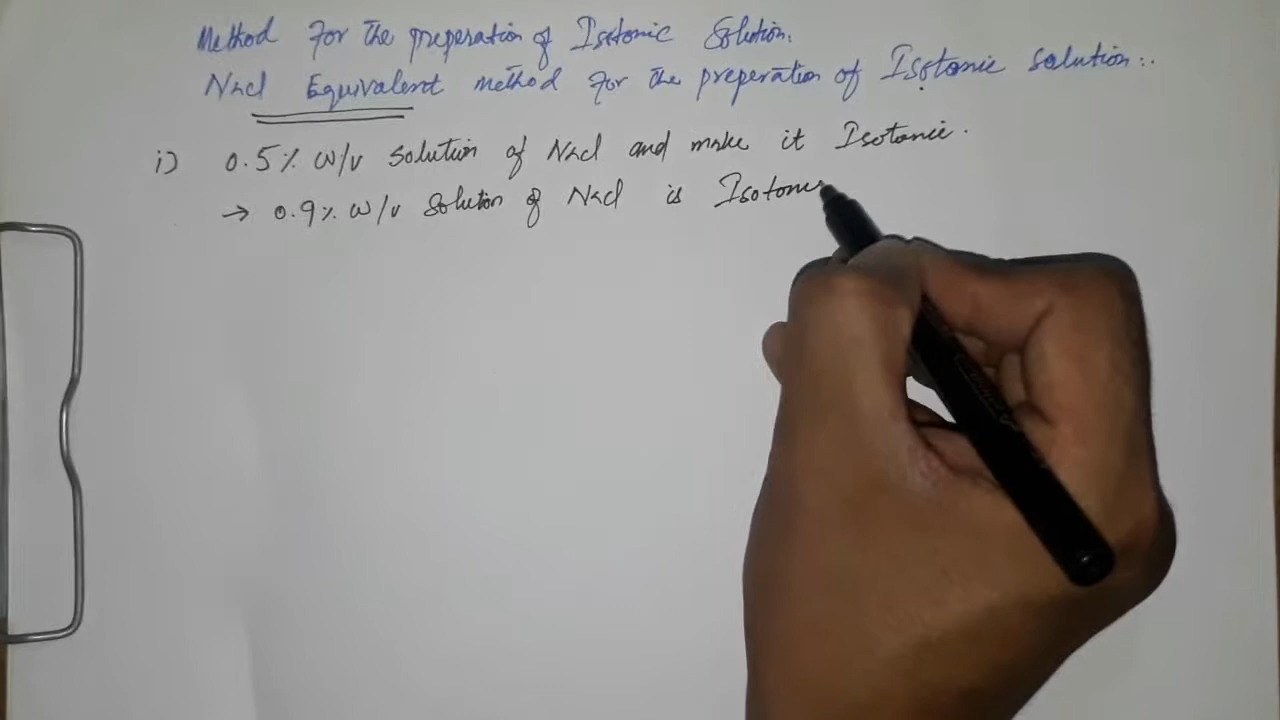 Method for the preperation of Isotonic Solution.
Nacl Equivalent method for the preperation of Isotonic solution:.
i) 0.5% w/v solution of Nacl and make it Isotonic.
→ 0.9% w/v Solution of Nacl is Isotonic